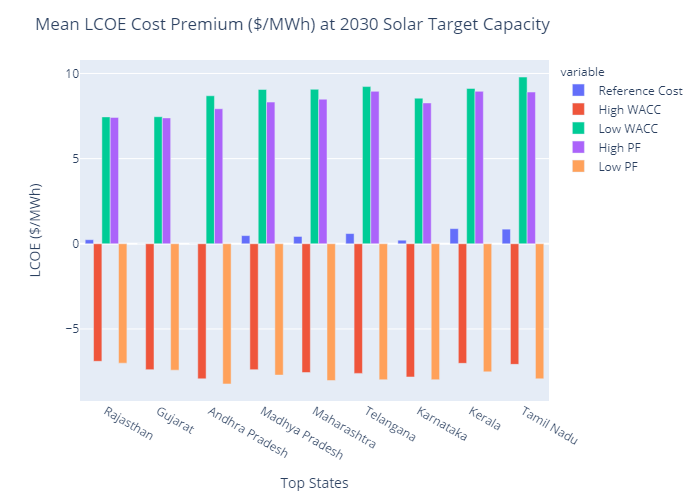 Mean LCOE Cost Premium ($/MWh) at 2030 Solar Target Capacity
variable
Reference Cost
High WACC
Low WACC
High PF
Low PF
LCOE ($/MWh)
10
5
0
−5
Rajasthan
Gujarat
Andhra Pradesh
Madhya Pradesh
Maharashtra
Telangana
Karnataka
Kerala
Tamil Nadu
Top States